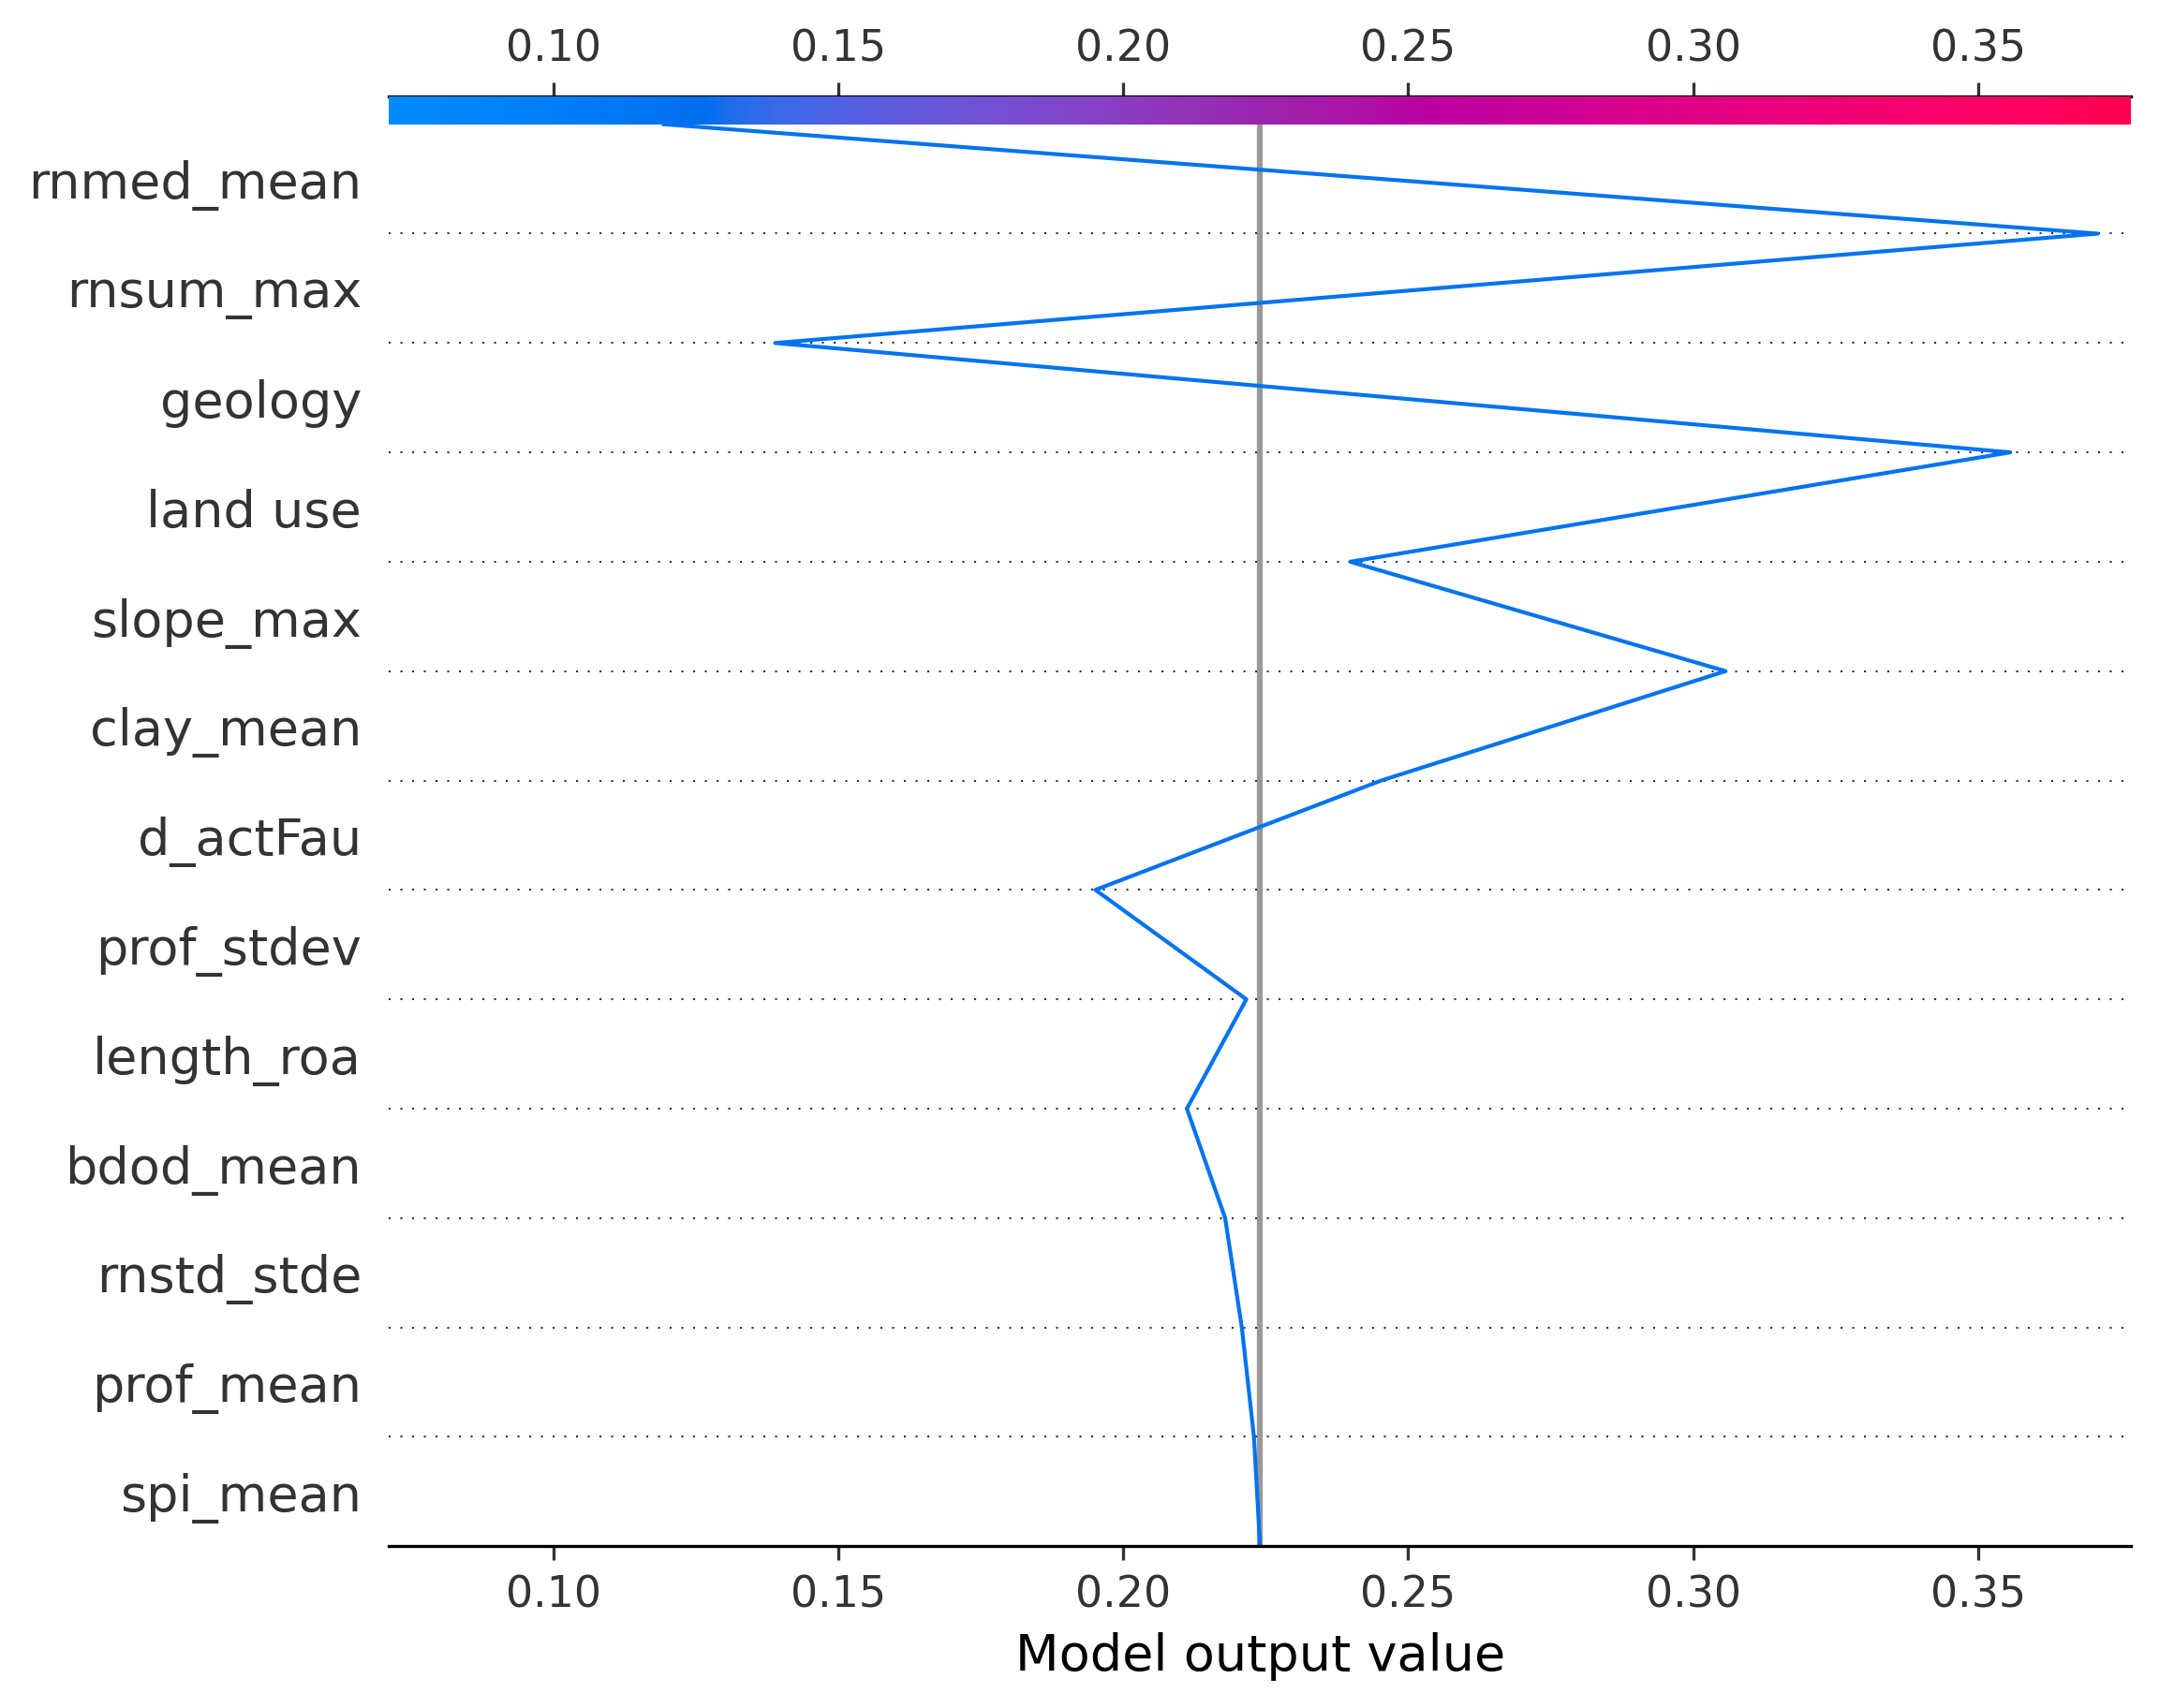 0.10 0.15 0.20 0.25 0.30 0.35
rnmed_mean
rnsum_max
geology
land use
slope_max
clay_mean
d_actFau
prof_stdev
length_roa
bdod_mean
rnstd_stde
prof_mean
spi_mean
0.10 0.15 0.20 0.25 0.30 0.35
Model output value